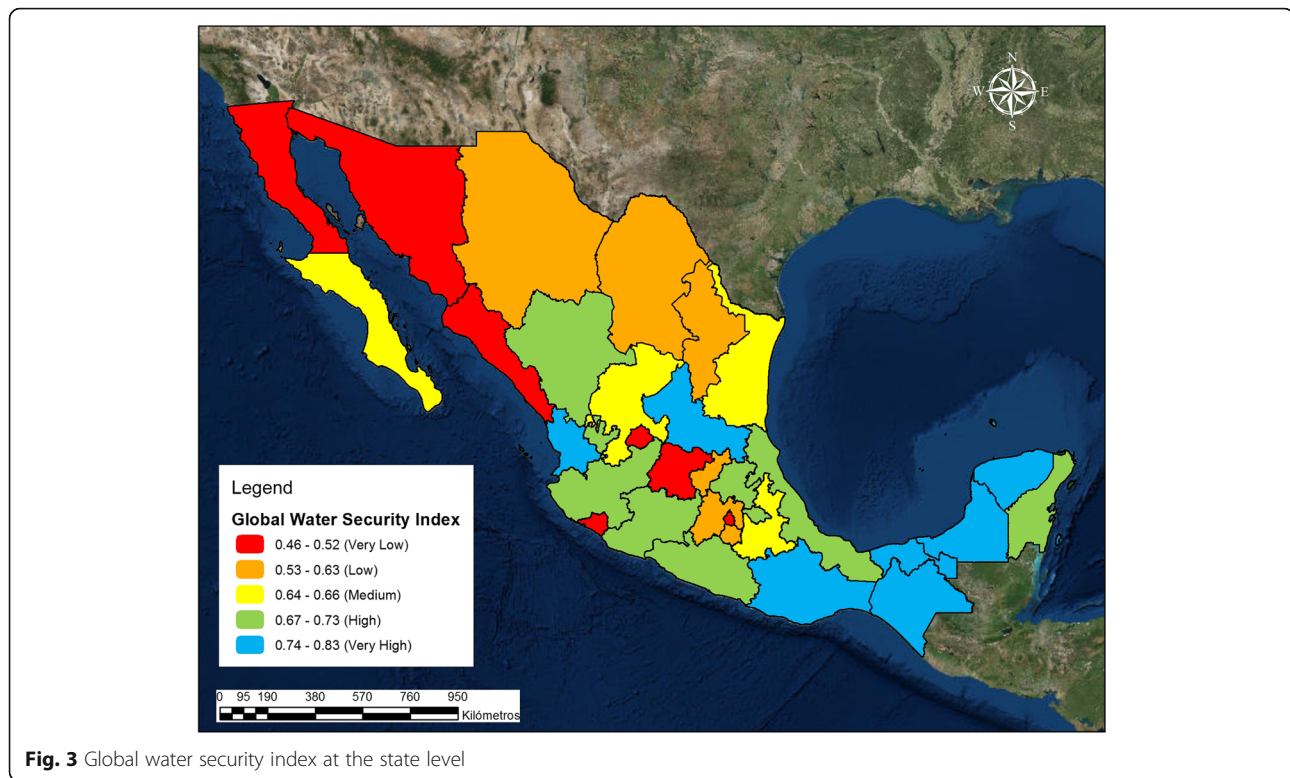 N
W E
S
Legend
Global Water Security Index
0.46 - 0.52 (Very Low)
0.53 - 0.63 (Low)
0.64 - 0.66 (Medium)
0.67 - 0.73 (High)
0.74 - 0.83 (Very High)
0 95 190 380 570 760 950
Kilómetros
Fig. 3 Global water security index at the state level